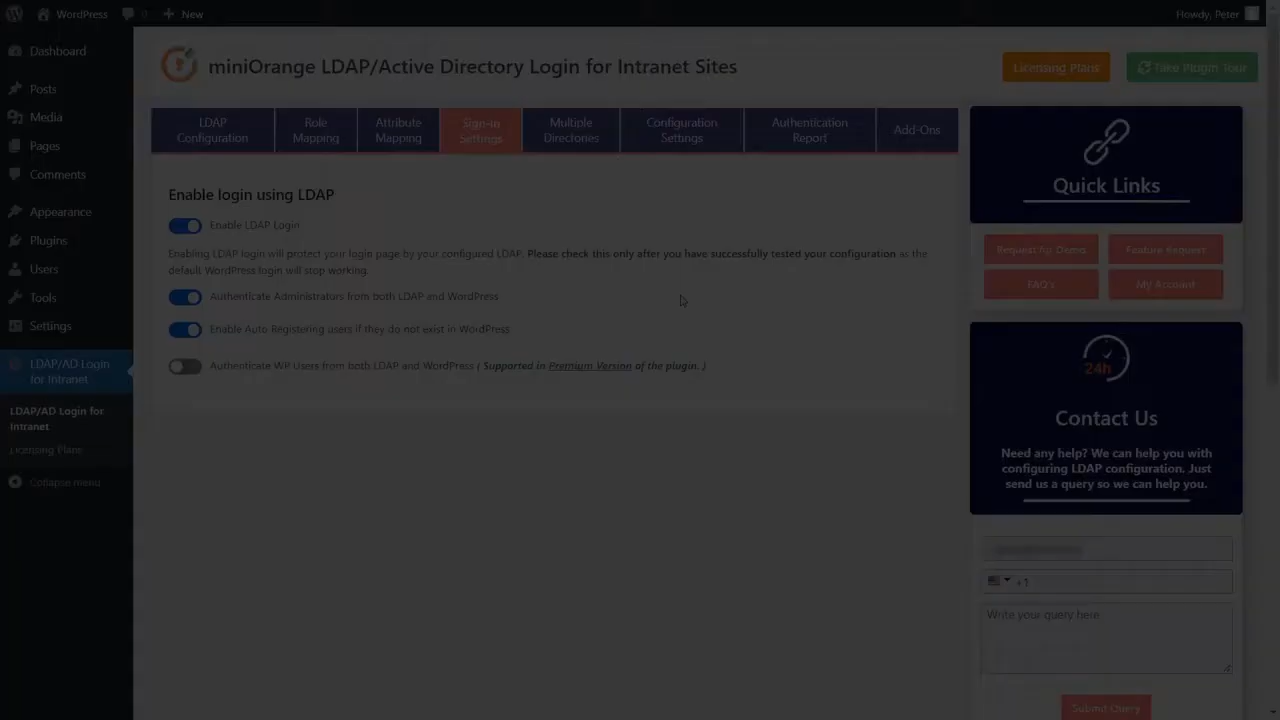 WordPress 0 New
Howdy, Peter
Dashboard
Posts
Media
Pages
Comments
Appearance
Plugins
Users
Tools
Settings
LDAP/AD Login
for Intranet
LDAP/AD Login for
Intranet
Licensing Plans
Collapse menu
miniOrange LDAP/Active Directory Login for Intranet Sites
Licensing Plans
Take Plugin Tour
LDAP
Configuration
Role
Mapping
Attribute
Mapping
Sign-In
Settings
Multiple
Directories
Configuration
Settings
Authentication
Report
Add-Ons
Enable login using LDAP
Enable LDAP Login
Enabling LDAP login will protect your login page by your configured LDAP. Please check this only after you have successfully tested your configuration as the
default WordPress login will stop working.
Authenticate Administrators from both LDAP and WordPress
Enable Auto Registering users if they do not exist in WordPress
Authenticate WP Users from both LDAP and WordPress ( Supported in Premium Version of the plugin. )
Quick Links
Request for Demo
Feature Request
FAQ's
My Account
24h
Contact Us
Need any help? We can help you with
configuring LDAP configuration. Just
send us a query so we can help you.
+1
Write your query here
Submit Query